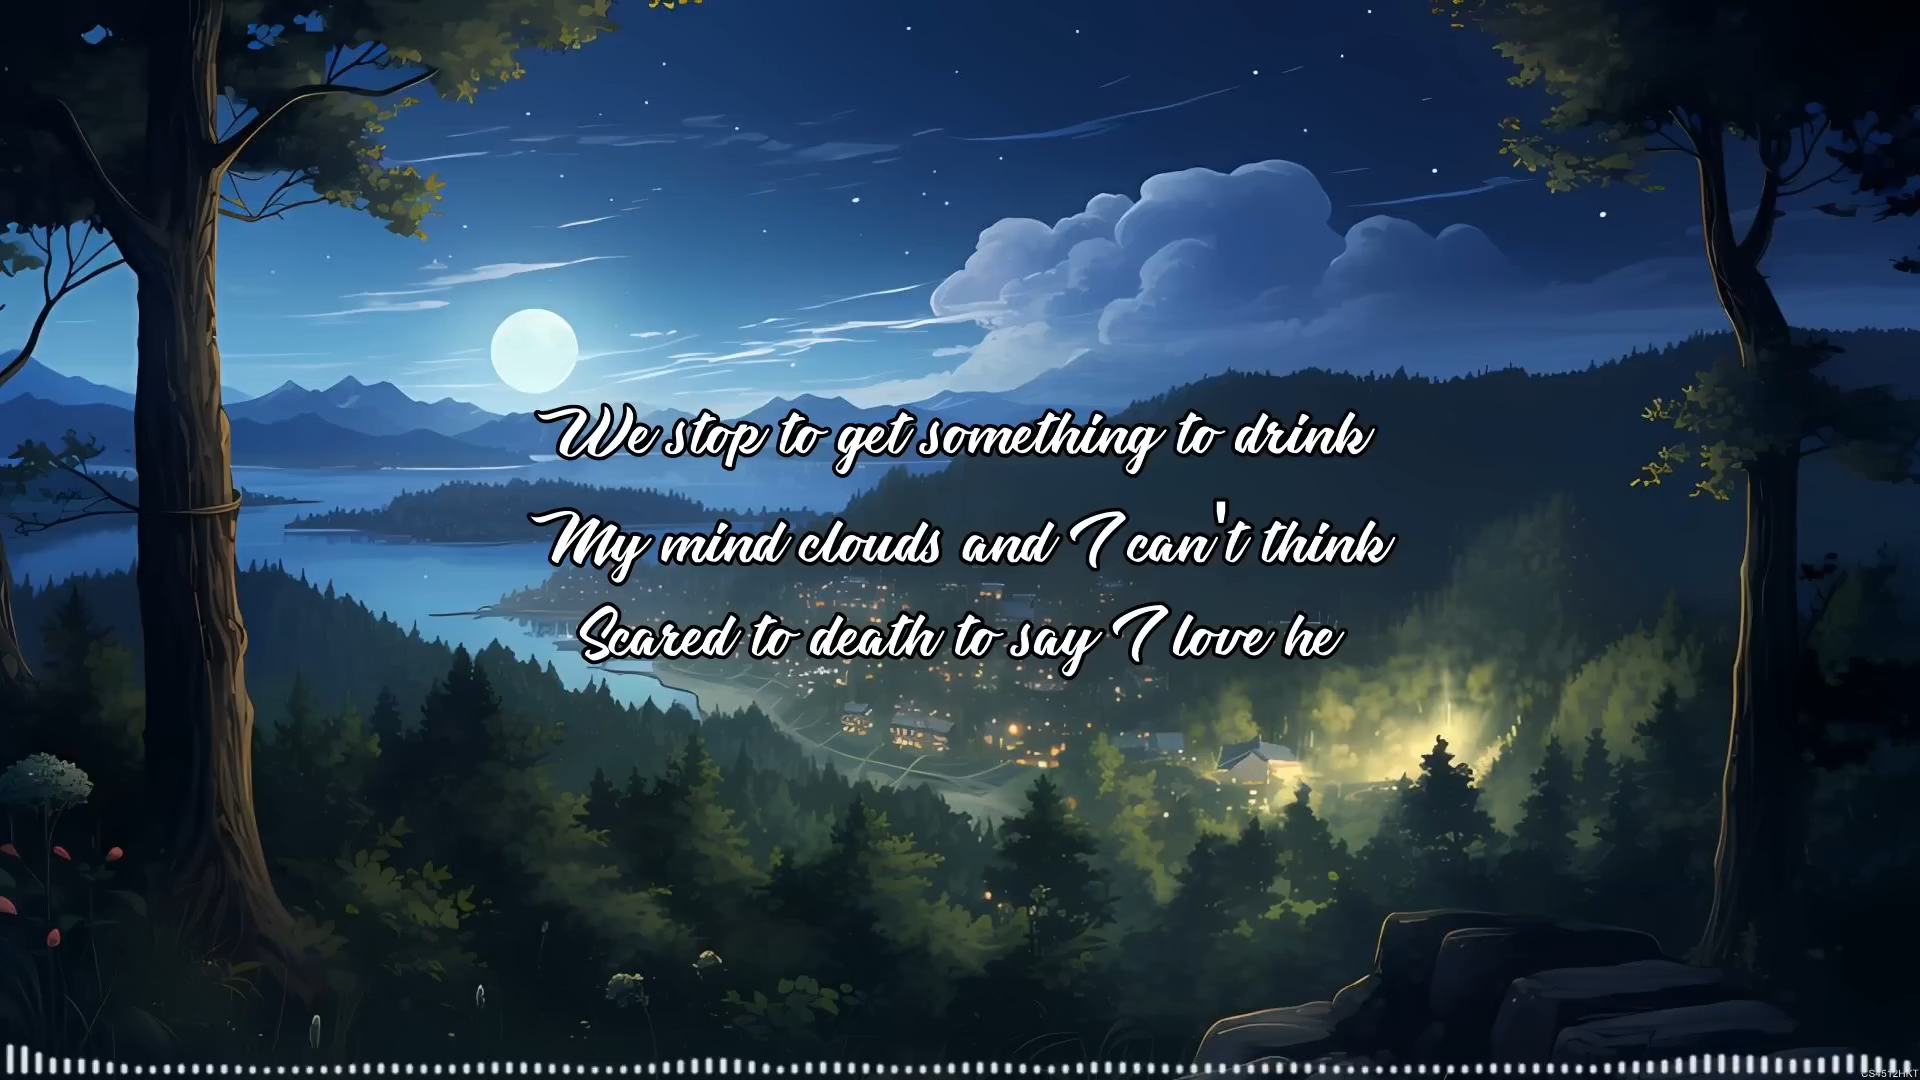 We stop to get something to drink
My mind clouds and I can't think
Scared to death to say I love he
CS4512HKT